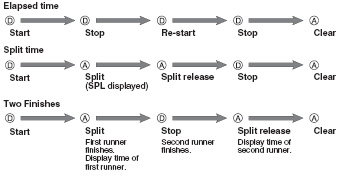 Elapsed time
Ⓓ Ⓓ Ⓓ Ⓓ Ⓐ
Start Stop Re-start Stop Clear
Split time
Ⓓ Ⓐ Ⓐ Ⓓ Ⓐ
Start Split Split release Stop Clear
(SPL displayed)
Two Finishes
Ⓓ Ⓐ Ⓓ Ⓐ Ⓐ
Start Split Stop Split release Clear
First runner Second runner Display time of
finishes. finishes. second runner.
Display time of
first runner.